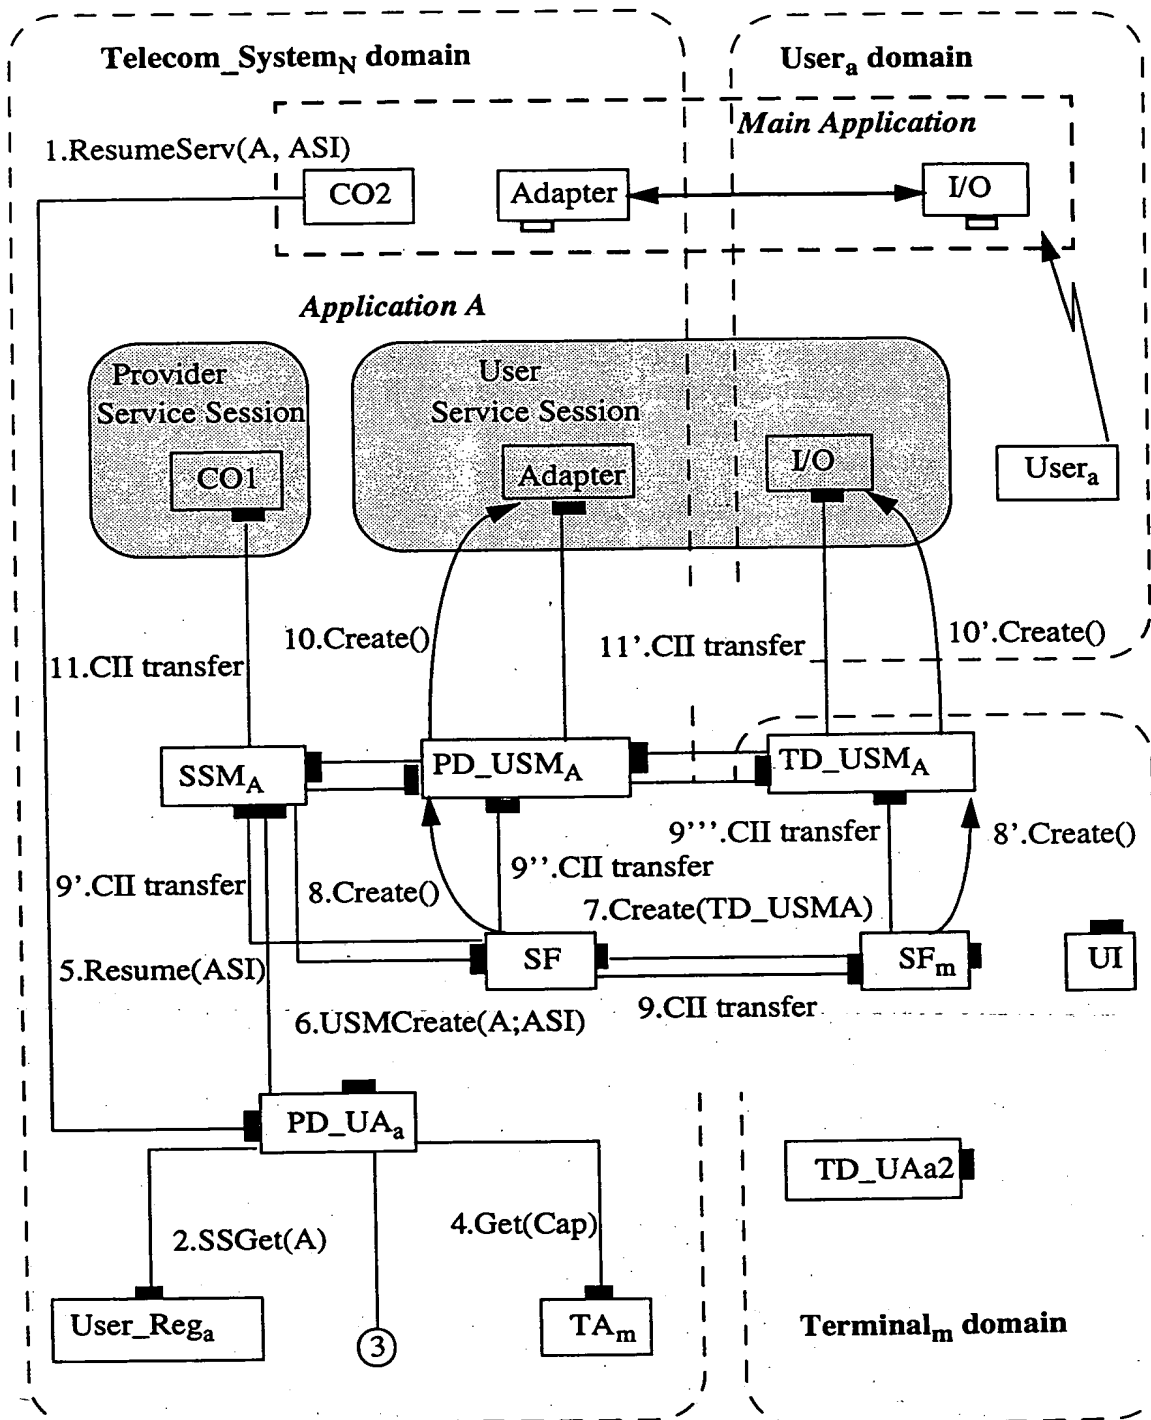 Telecom_SystemN domain
Usera domain
Main Application
1.ResumeServ(A, ASI)
CO2
Adapter
I/O
Application A
Provider
Service Session
User
Service Session
CO1
Adapter
I/O
Usera
10.Create()
11'.CII transfer
10'.Create()
11.CII transfer
SSMA
PD_USMA
TD_USMA
9'''.CII transfer
8'.Create()
9'.CII transfer
8.Create()
9''.CII transfer
7.Create(TD_USMA)
5.Resume(ASI)
SF
SFm
UI
6.USMCreate(A;ASI)
9.CII transfer
PD_UAa
TD_UAa2
2.SSGet(A)
4.Get(Cap)
User_Rega
3
TAm
Terminalm domain